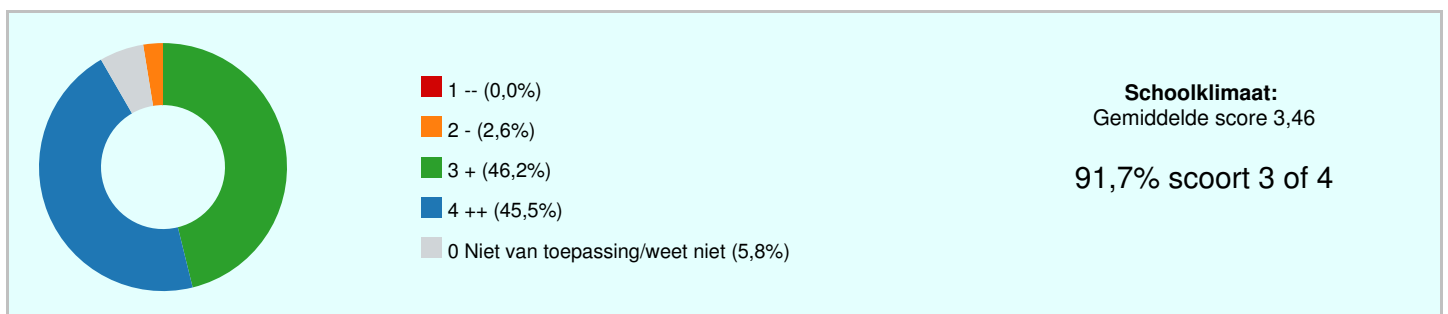 1 -- (0,0%)
2 - (2,6%)
3 + (46,2%)
4 ++ (45,5%)
0 Niet van toepassing/weet niet (5,8%)
Schoolklimaat:
Gemiddelde score 3,46
91,7% scoort 3 of 4